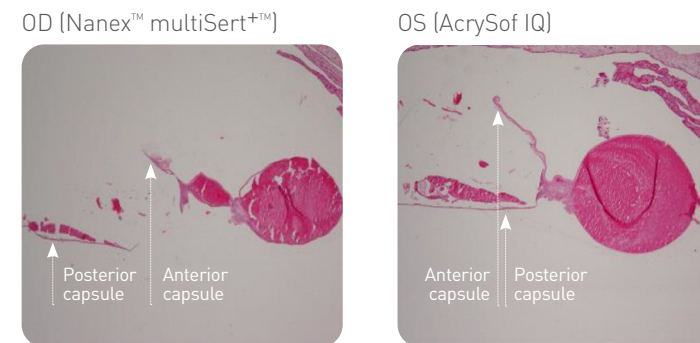 OD (Nanex™ multiSert+™)
OS (AcrySof IQ)
Posterior
capsule
Anterior
capsule
Anterior
capsule
Posterior
capsule